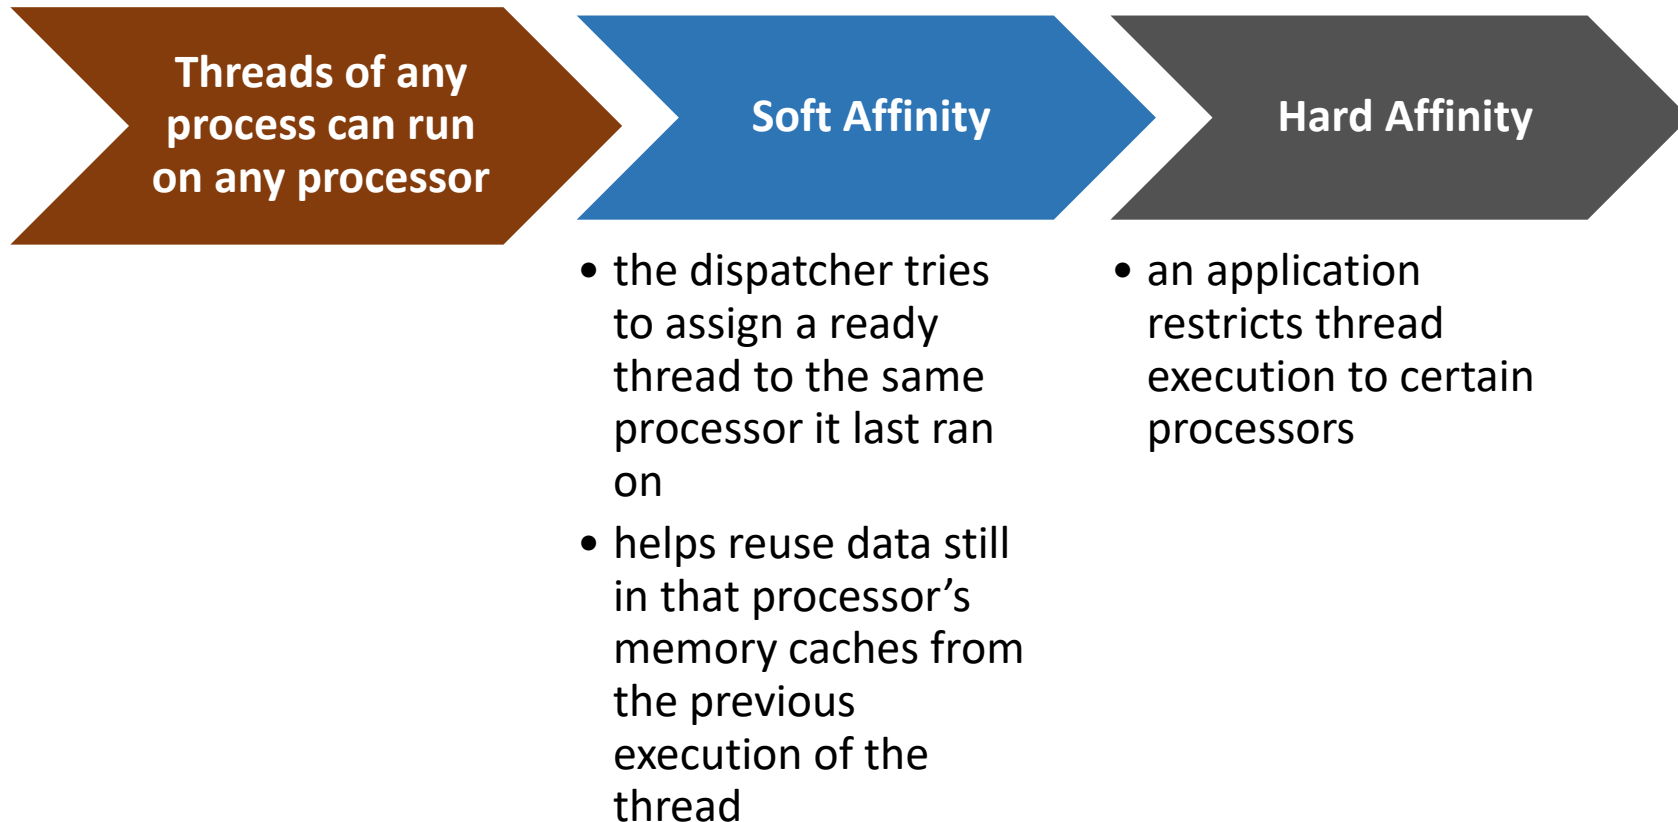 Threads of any
process can run
on any processor
Soft Affinity
• the dispatcher tries
to assign a ready
thread to the same
processor it last ran
on
• helps reuse data still
in that processor’s
memory caches from
the previous
execution of the
thread
Hard Affinity
• an application
restricts thread
execution to certain
processors